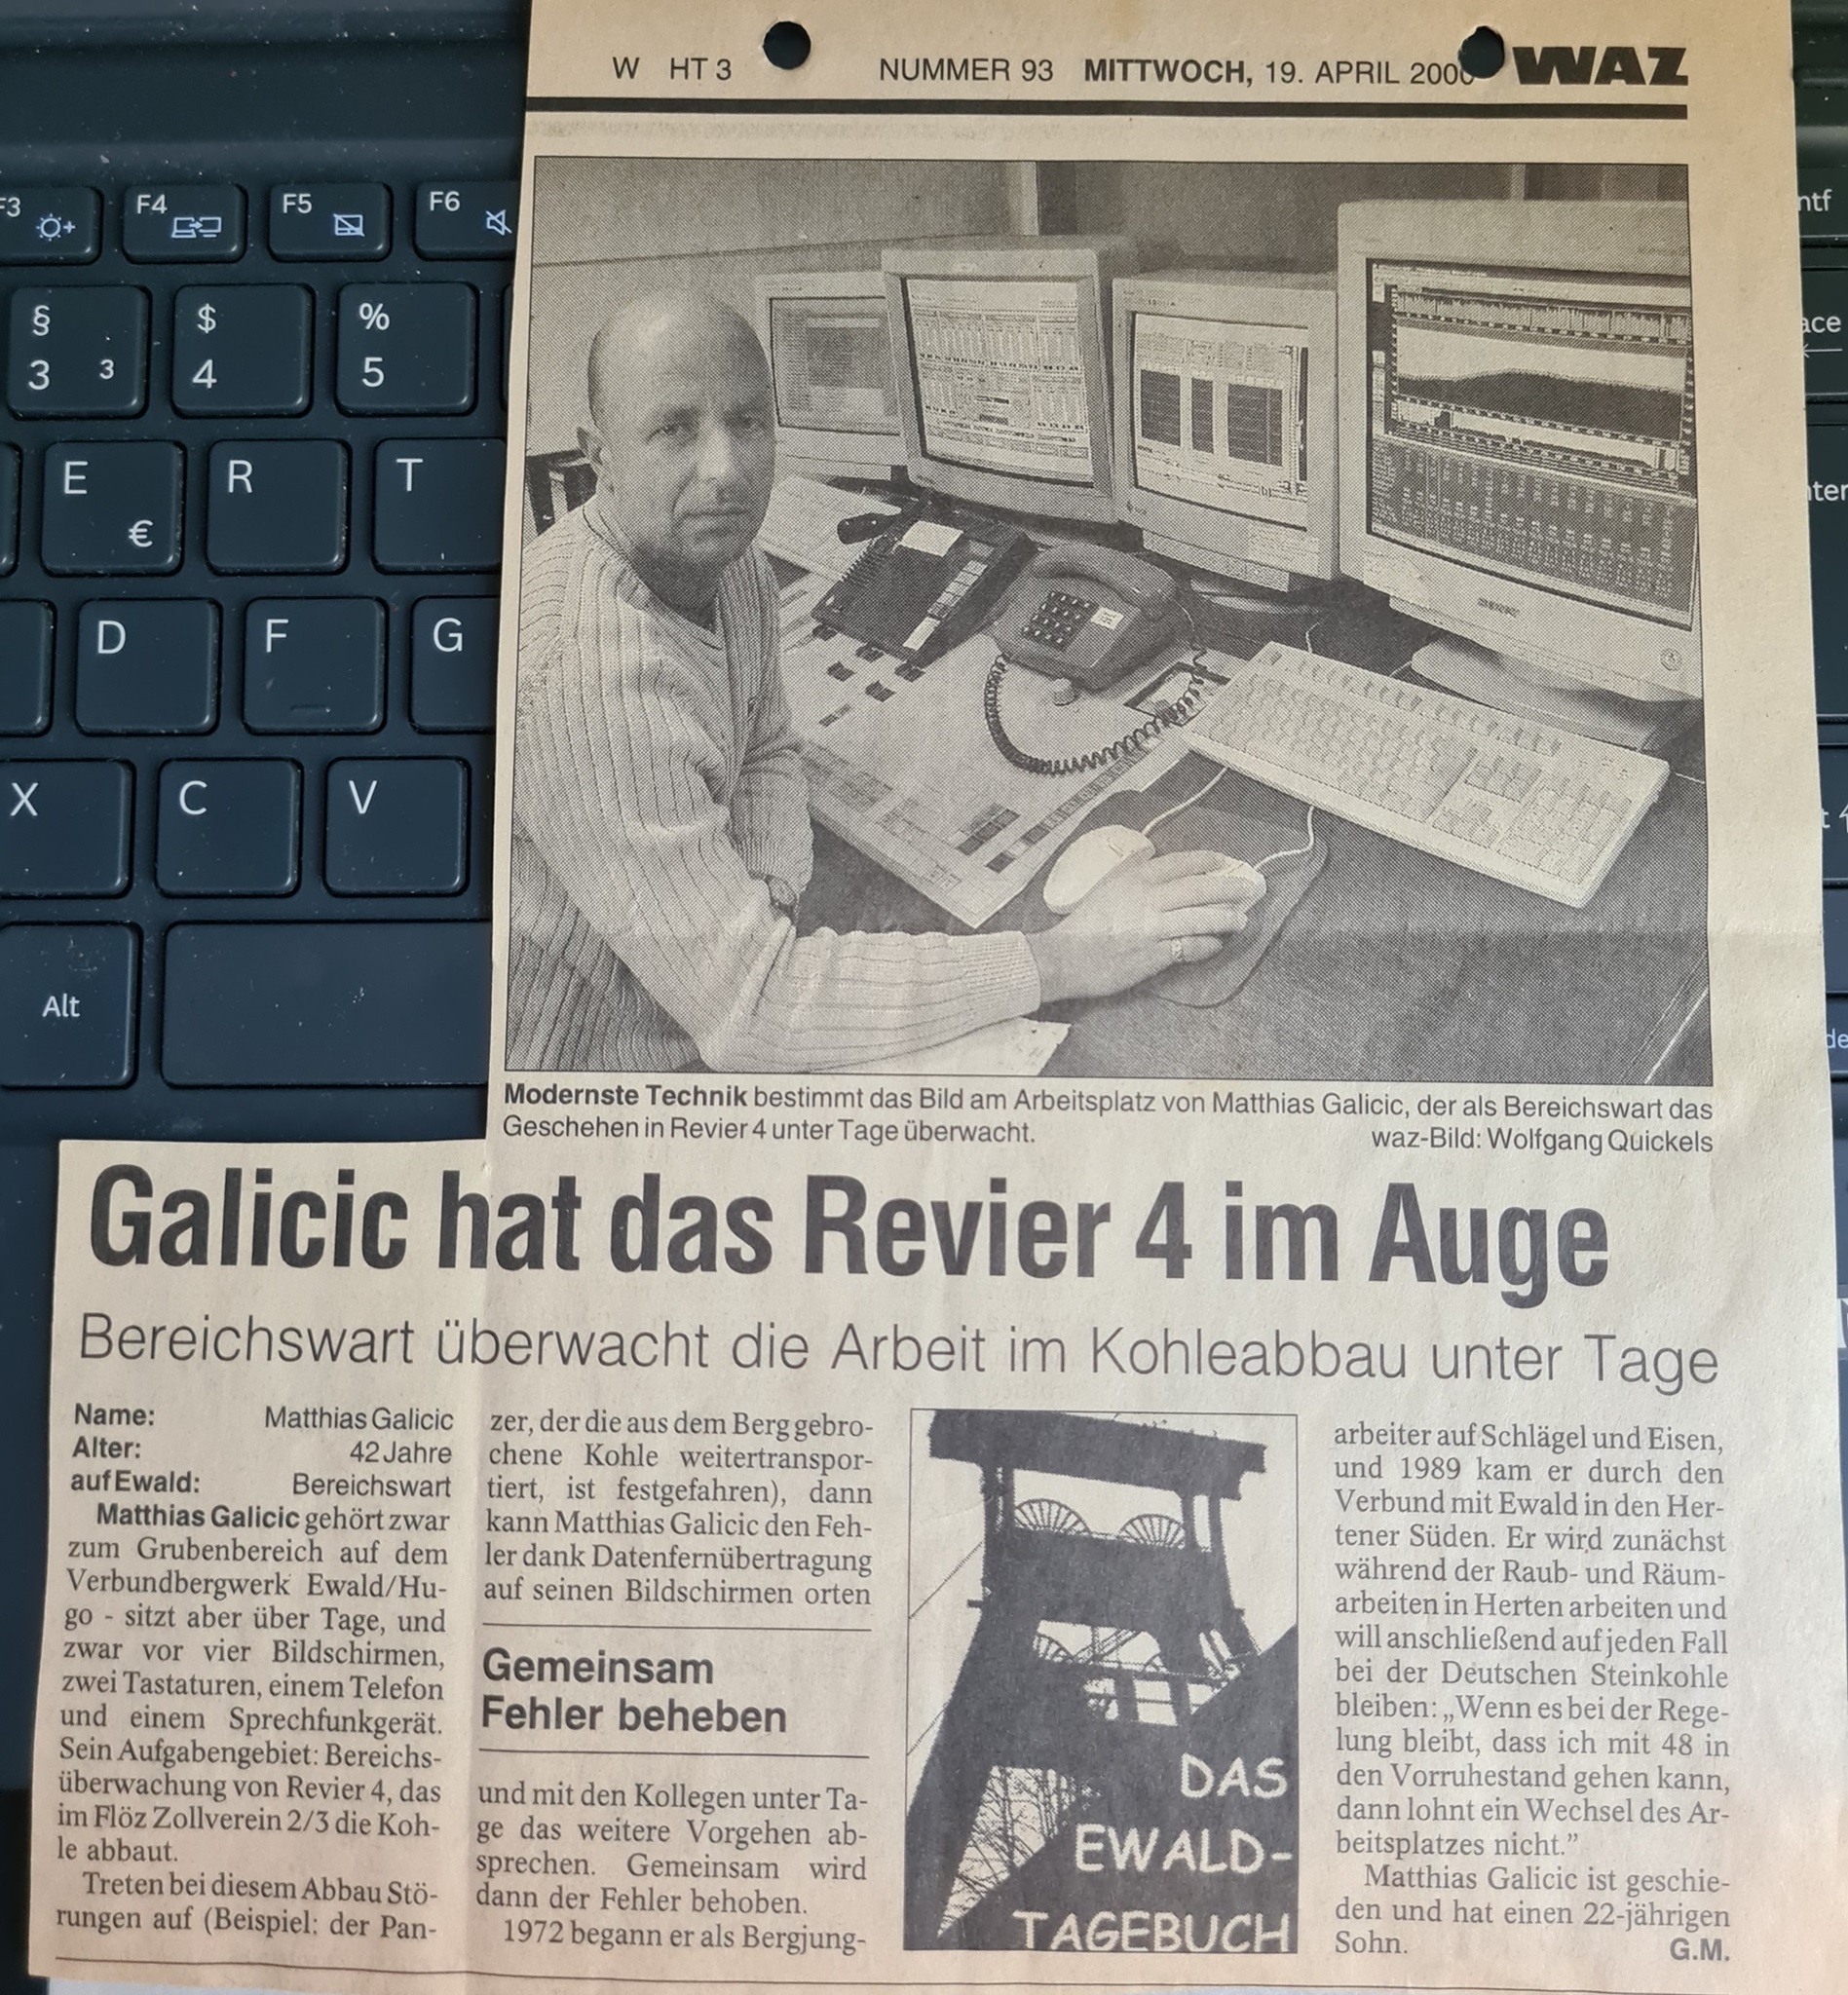 W HT 3 NUMMER 93 MITTWOCH, 19. APRIL 2000 WAZ
Modernste Technik bestimmt das Bild am Arbeitsplatz von Matthias Galicic, der als Bereichswart das
Geschehen in Revier 4 unter Tage überwacht. waz-Bild: Wolfgang Quickels
Galicic hat das Revier 4 im Auge
Bereichswart überwacht die Arbeit im Kohleabbau unter Tage
Name: Matthias Galicic
Alter: 42 Jahre
auf Ewald: Bereichswart
Matthias Galicic gehört zwar
zum Grubenbereich auf dem
Verbundbergwerk Ewald/Hu-
go - sitzt aber über Tage, und
zwar vor vier Bildschirmen,
zwei Tastaturen, einem Telefon
und einem Sprechfunkgerät.
Sein Aufgabengebiet: Bereichs-
überwachung von Revier 4, das
im Flöz Zollverein 2/3 die Koh-
le abbaut.
Treten bei diesem Abbau Stö-
rungen auf (Beispiel: der Pan-
zer, der die aus dem Berg gebro-
chene Kohle weitertranspor-
tiert, ist festgefahren), dann
kann Matthias Galicic den Feh-
ler dank Datenfernübertragung
auf seinen Bildschirmen orten
Gemeinsam
Fehler beheben
und mit den Kollegen unter Ta-
ge das weitere Vorgehen ab-
sprechen. Gemeinsam wird
dann der Fehler behoben.
1972 begann er als Bergjung-
DAS
EWALD-
TAGEBUCH
arbeiter auf Schlägel und Eisen,
und 1989 kam er durch den
Verbund mit Ewald in den Her-
tener Süden. Er wird zunächst
während der Raub- und Räum-
arbeiten in Herten arbeiten und
will anschließend auf jeden Fall
bei der Deutschen Steinkohle
bleiben: „Wenn es bei der Rege-
lung bleibt, dass ich mit 48 in
den Vorruhestand gehen kann,
dann lohnt ein Wechsel des Ar-
beitsplatzes nicht.”
Matthias Galicic ist geschie-
den und hat einen 22-jährigen
Sohn. G.M.
F3 F4 F5 F6
§ $ %
3 3 4 5
E € R T
D F G
X C V
Alt